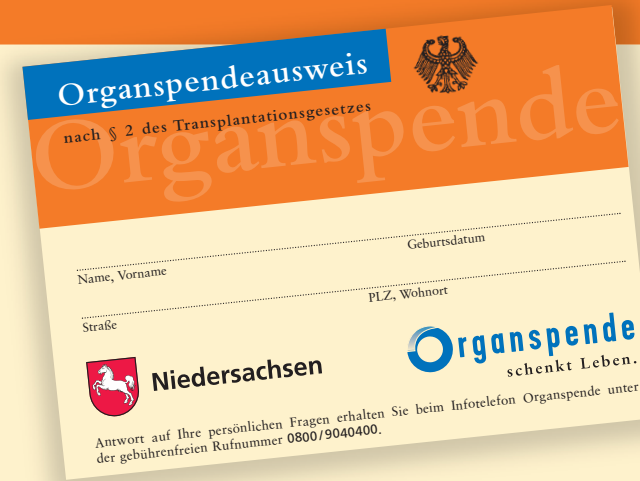 Organspendeausweis
nach § 2 des Transplantationsgesetzes
Organspende
Geburtsdatum
Name, Vorname
PLZ, Wohnort
Straße
Organspende
schenkt Leben.
Niedersachsen
Antwort auf Ihre persönlichen Fragen erhalten Sie beim Infotelefon Organspende unter
der gebührenfreien Rufnummer 0800/9040400.